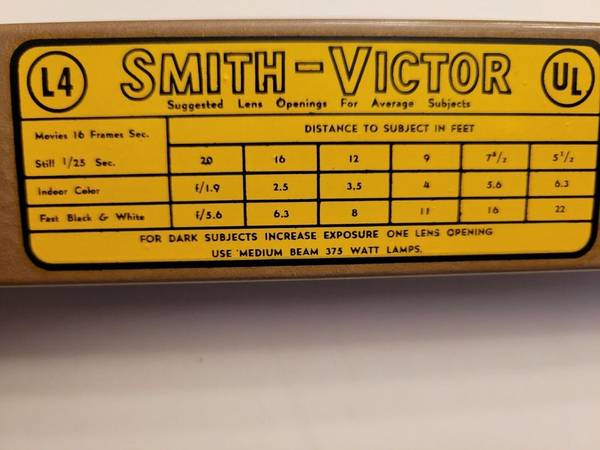 L4 SMITH-VICTOR UL
Suggested Lens Openings For Average Subjects
Movies 16 Frames Sec. DISTANCE TO SUBJECT IN FEET
Still 1/25 Sec. 20 16 12 9 7 1/2 5 1/2
Indoor Color f/1.9 2.5 3.5 4 5.6 6.3
Fast Black & White f/5.6 6.3 8 11 16 22
FOR DARK SUBJECTS INCREASE EXPOSURE ONE LENS OPENING
USE MEDIUM BEAM 375 WATT LAMPS.